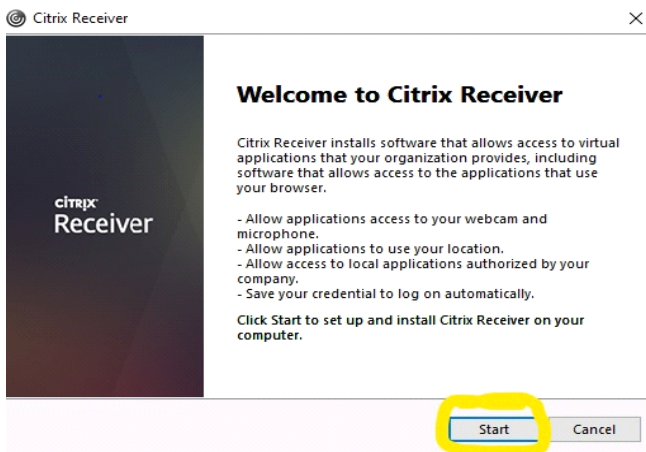 Citrix Receiver
Welcome to Citrix Receiver
Citrix Receiver installs software that allows access to virtual
applications that your organization provides, including
software that allows access to the applications that use
your browser.
- Allow applications access to your webcam and
microphone.
- Allow applications to use your location.
- Allow access to local applications authorized by your
company.
- Save your credential to log on automatically.
Click Start to set up and install Citrix Receiver on your
computer.
CITRIX
Receiver
Start Cancel